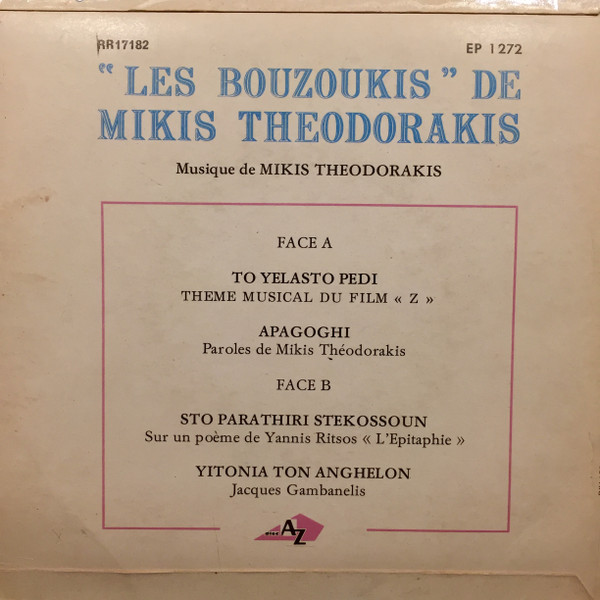 RR17182
EP 1272
“ LES BOUZOUKIS ” DE
MIKIS THEODORAKIS
Musique de MIKIS THEODORAKIS
FACE A
TO YELASTO PEDI
THEME MUSICAL DU FILM « Z »
APAGOGHI
Paroles de Mikis Théodorakis
FACE B
STO PARATHIRI STEKOSSOUN
Sur un poème de Yannis Ritsos « L'Epitaphie »
YITONIA TON ANGHELON
Jacques Gambanelis
disc AZ